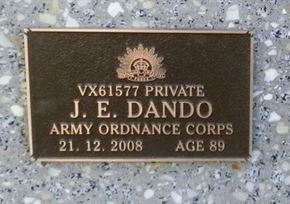 VX61577 PRIVATE
J. E. DANDO
ARMY ORDNANCE CORPS
21. 12. 2008 AGE 89